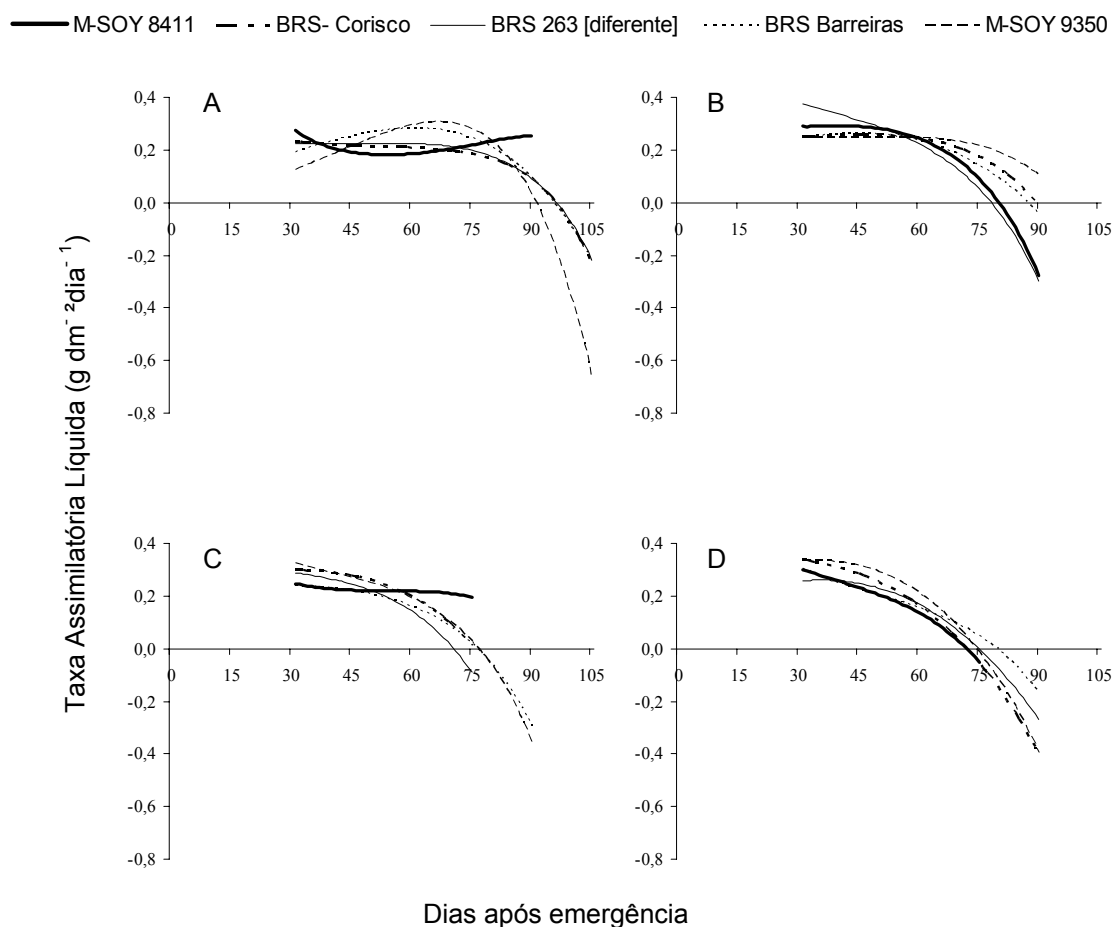 M-SOY 8411 BRS- Corisco BRS 263 [diferente] BRS Barreiras M-SOY 9350
Taxa Assimilatória Líquida (g dm- ²dia- 1)
A
0,4
0,2
0,0
-0,2
-0,4
-0,6
-0,8
0 15 30 45 60 75 90 105
B
0,4
0,2
0,0
-0,2
-0,4
-0,6
-0,8
0 15 30 45 60 75 90 105
C
0,4
0,2
0,0
-0,2
-0,4
-0,6
-0,8
0 15 30 45 60 75 90 105
D
0,4
0,2
0,0
-0,2
-0,4
-0,6
-0,8
0 15 30 45 60 75 90 105
Dias após emergência